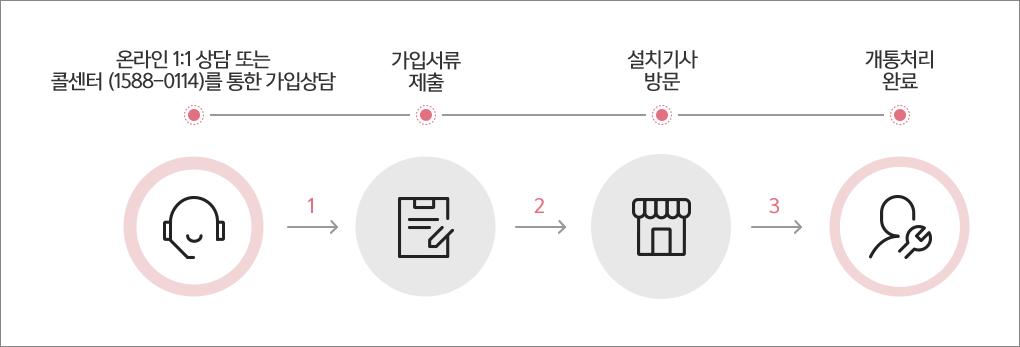 온라인 1:1 상담 또는
콜센터 (1588-0114)를 통한 가입상담
가입서류
제출
설치기사
방문
개통처리
완료
1
2
3